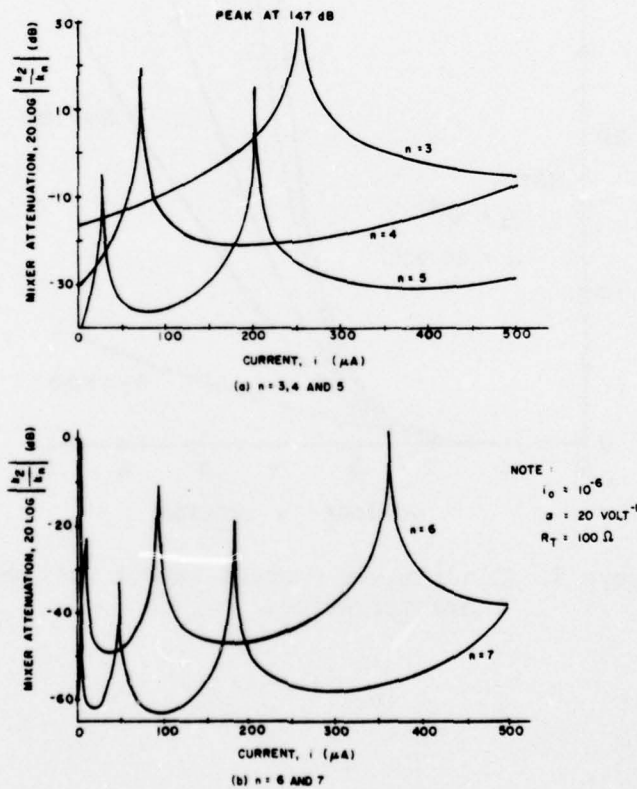 PEAK AT 147 dB
MIXER ATTENUATION, 20 LOG |k2/kn| (dB)
30
10
-10
-30
n = 3
n = 4
n = 5
0
100
200
300
400
500
CURRENT, i (μA)
(a) n = 3,4 AND 5
MIXER ATTENUATION, 20 LOG |k2/kn| (dB)
0
-20
-40
-60
n = 6
n = 7
0
100
200
300
400
500
CURRENT, i (μA)
(b) n = 6 AND 7
NOTE :
i₀ = 10⁻⁶
a = 20 VOLT⁻
R_T = 100 Ω